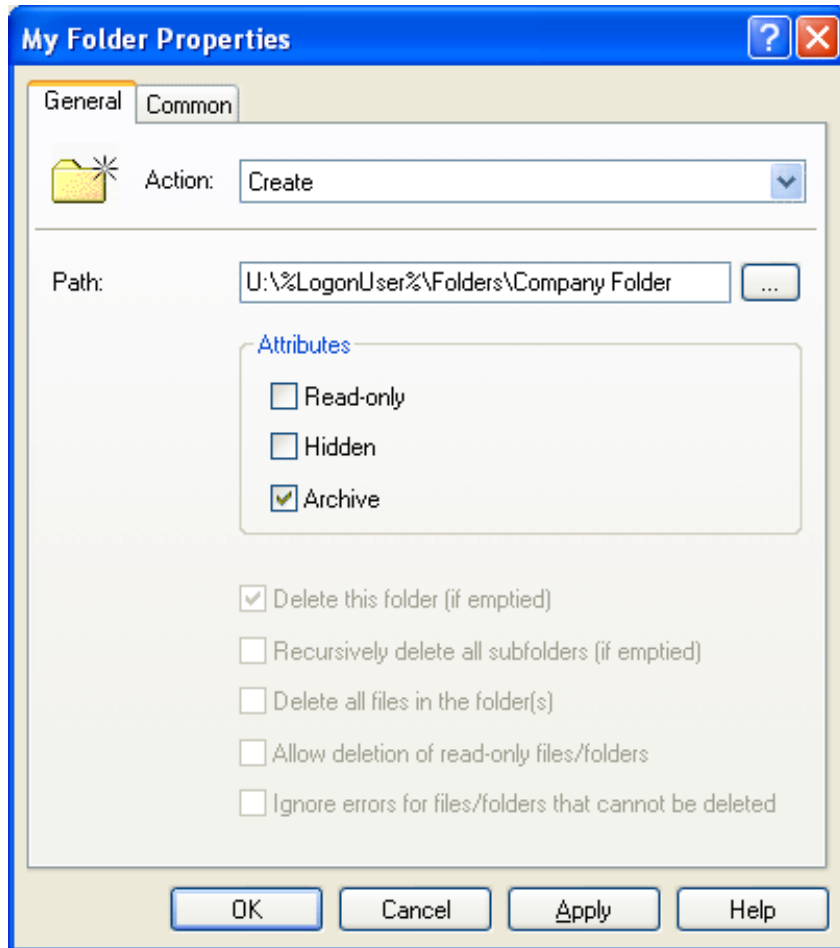 My Folder Properties
?
General Common
Action: Create
Path: U:\%LogonUser%\Folders\Company Folder ...
Attributes
Read-only
Hidden
Archive
Delete this folder (if emptied)
Recursively delete all subfolders (if emptied)
Delete all files in the folder(s)
Allow deletion of read-only files/folders
Ignore errors for files/folders that cannot be deleted
OK Cancel Apply Help